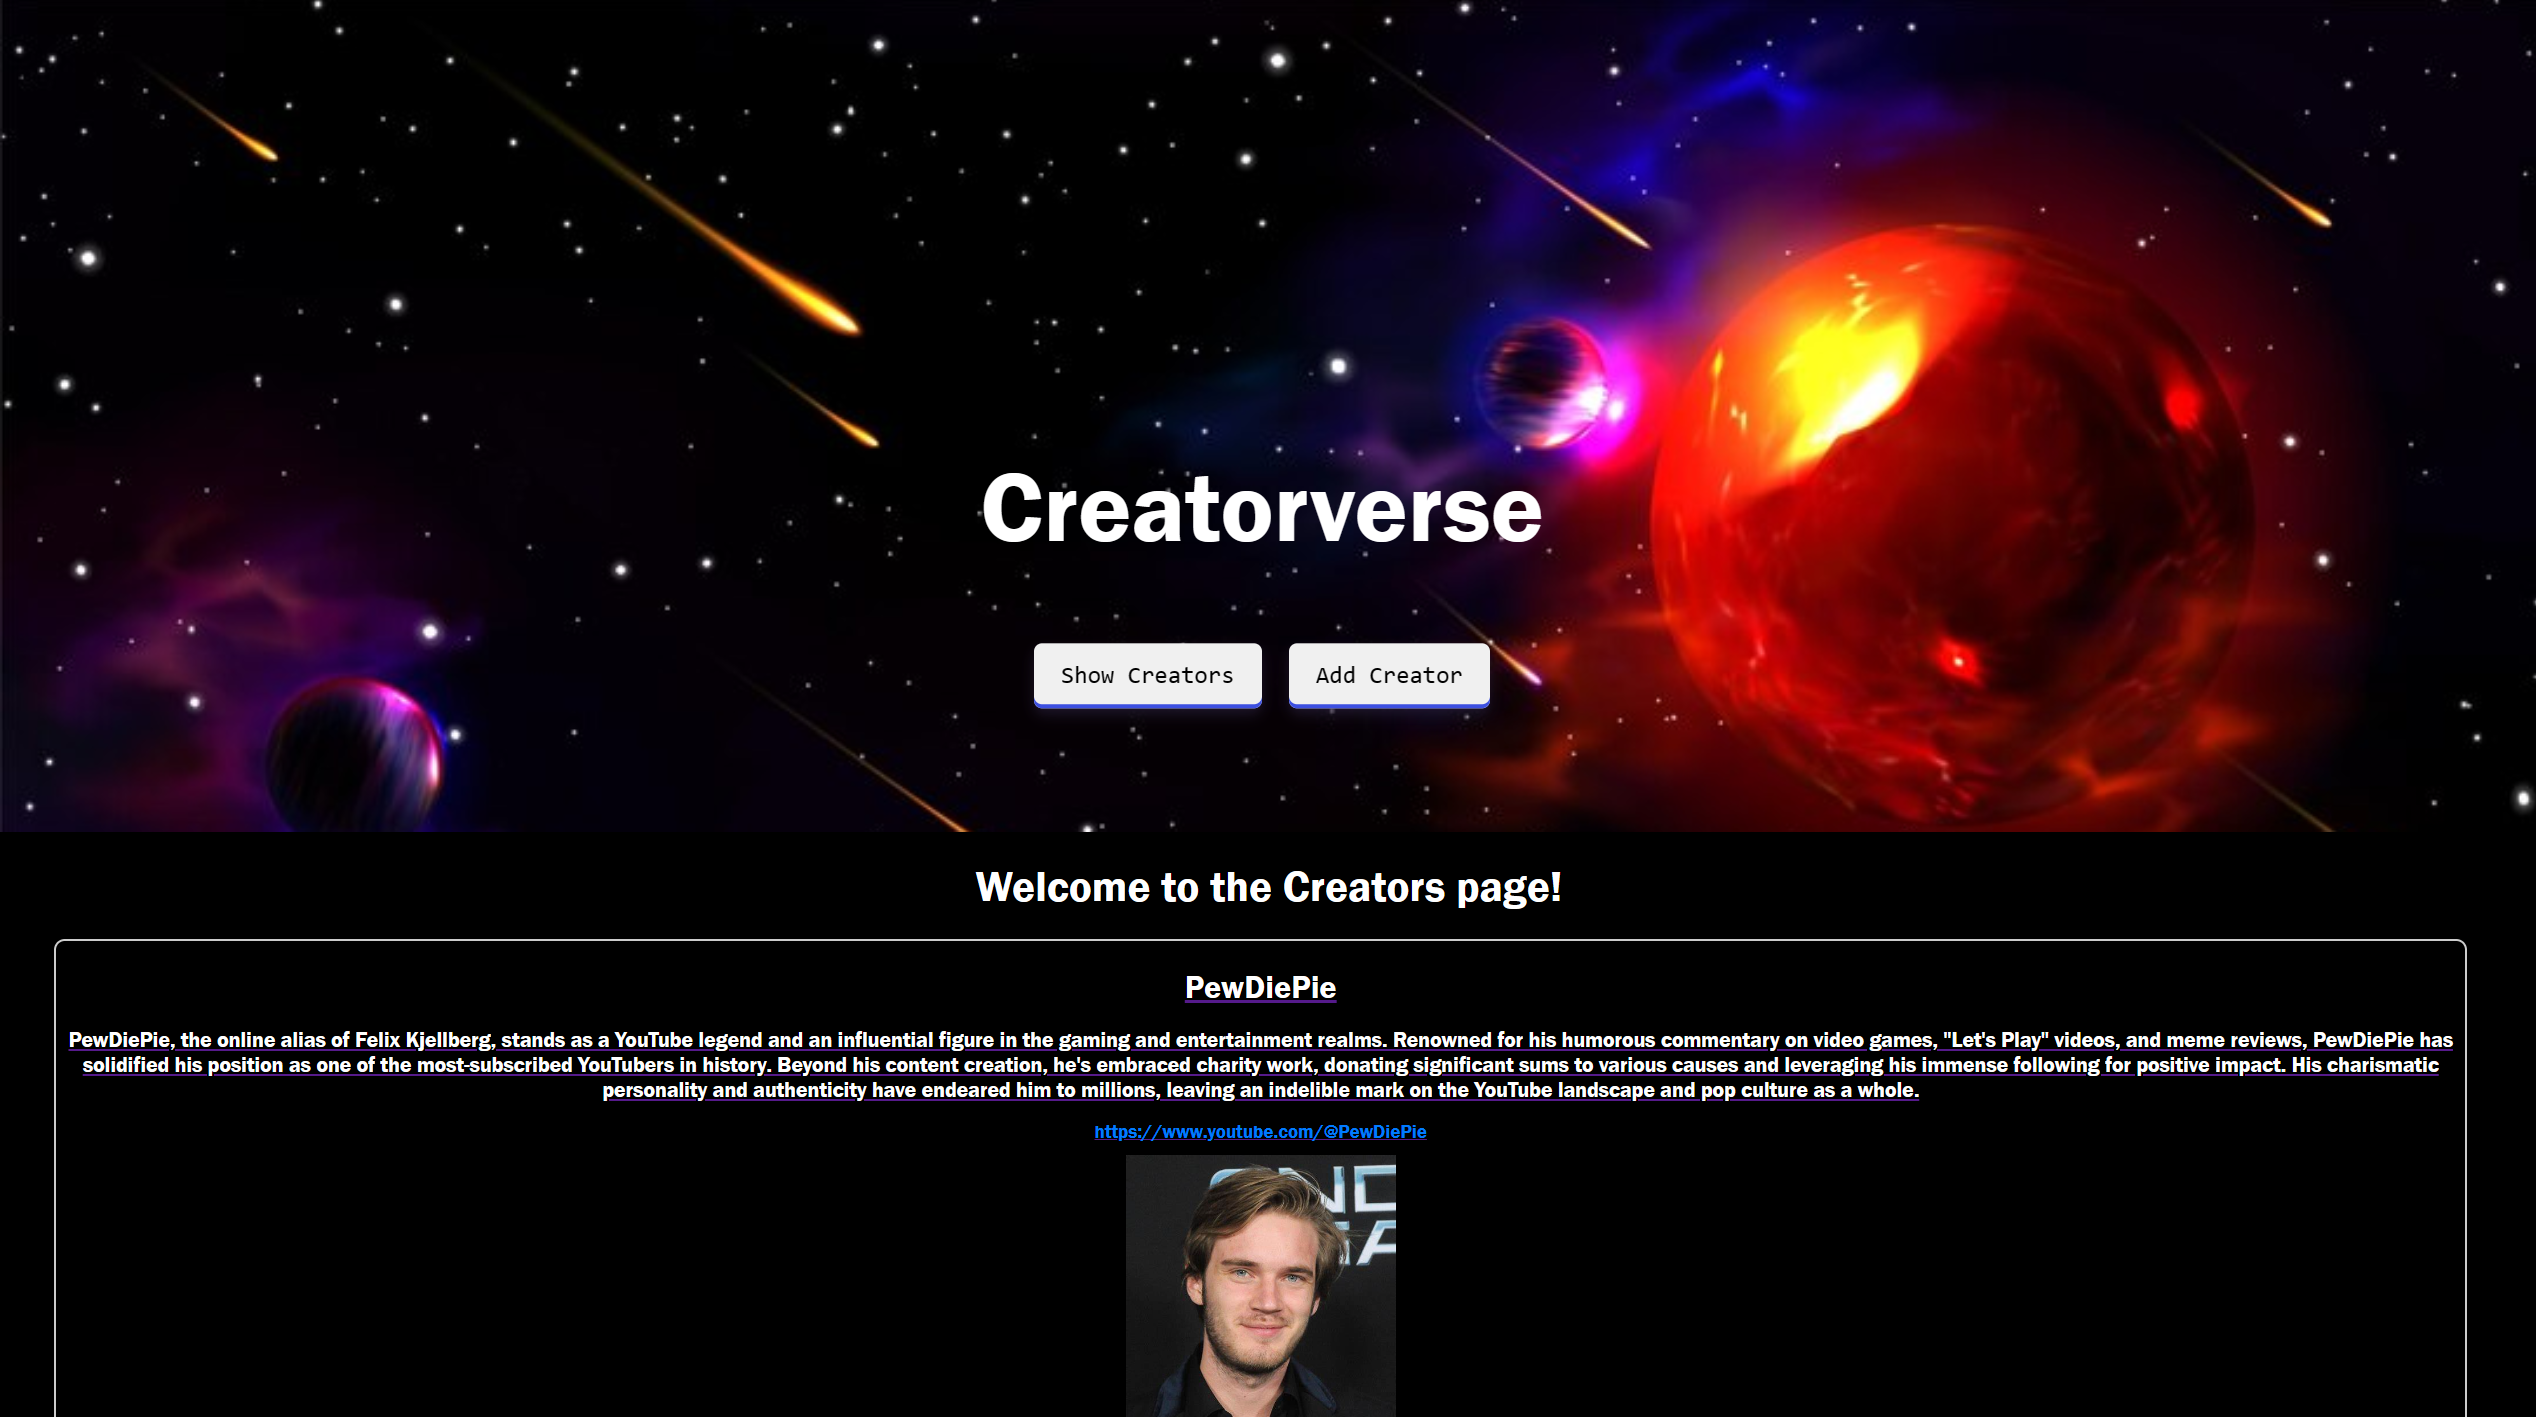 Creatorverse
Show Creators
Add Creator
Welcome to the Creators page!
PewDiePie
PewDiePie, the online alias of Felix Kjellberg, stands as a YouTube legend and an influential figure in the gaming and entertainment realms. Renowned for his humorous commentary on video games, "Let's Play" videos, and meme reviews, PewDiePie has
solidified his position as one of the most-subscribed YouTubers in history. Beyond his content creation, he's embraced charity work, donating significant sums to various causes and leveraging his immense following for positive impact. His charismatic
personality and authenticity have endeared him to millions, leaving an indelible mark on the YouTube landscape and pop culture as a whole.
https://www.youtube.com/@PewDiePie